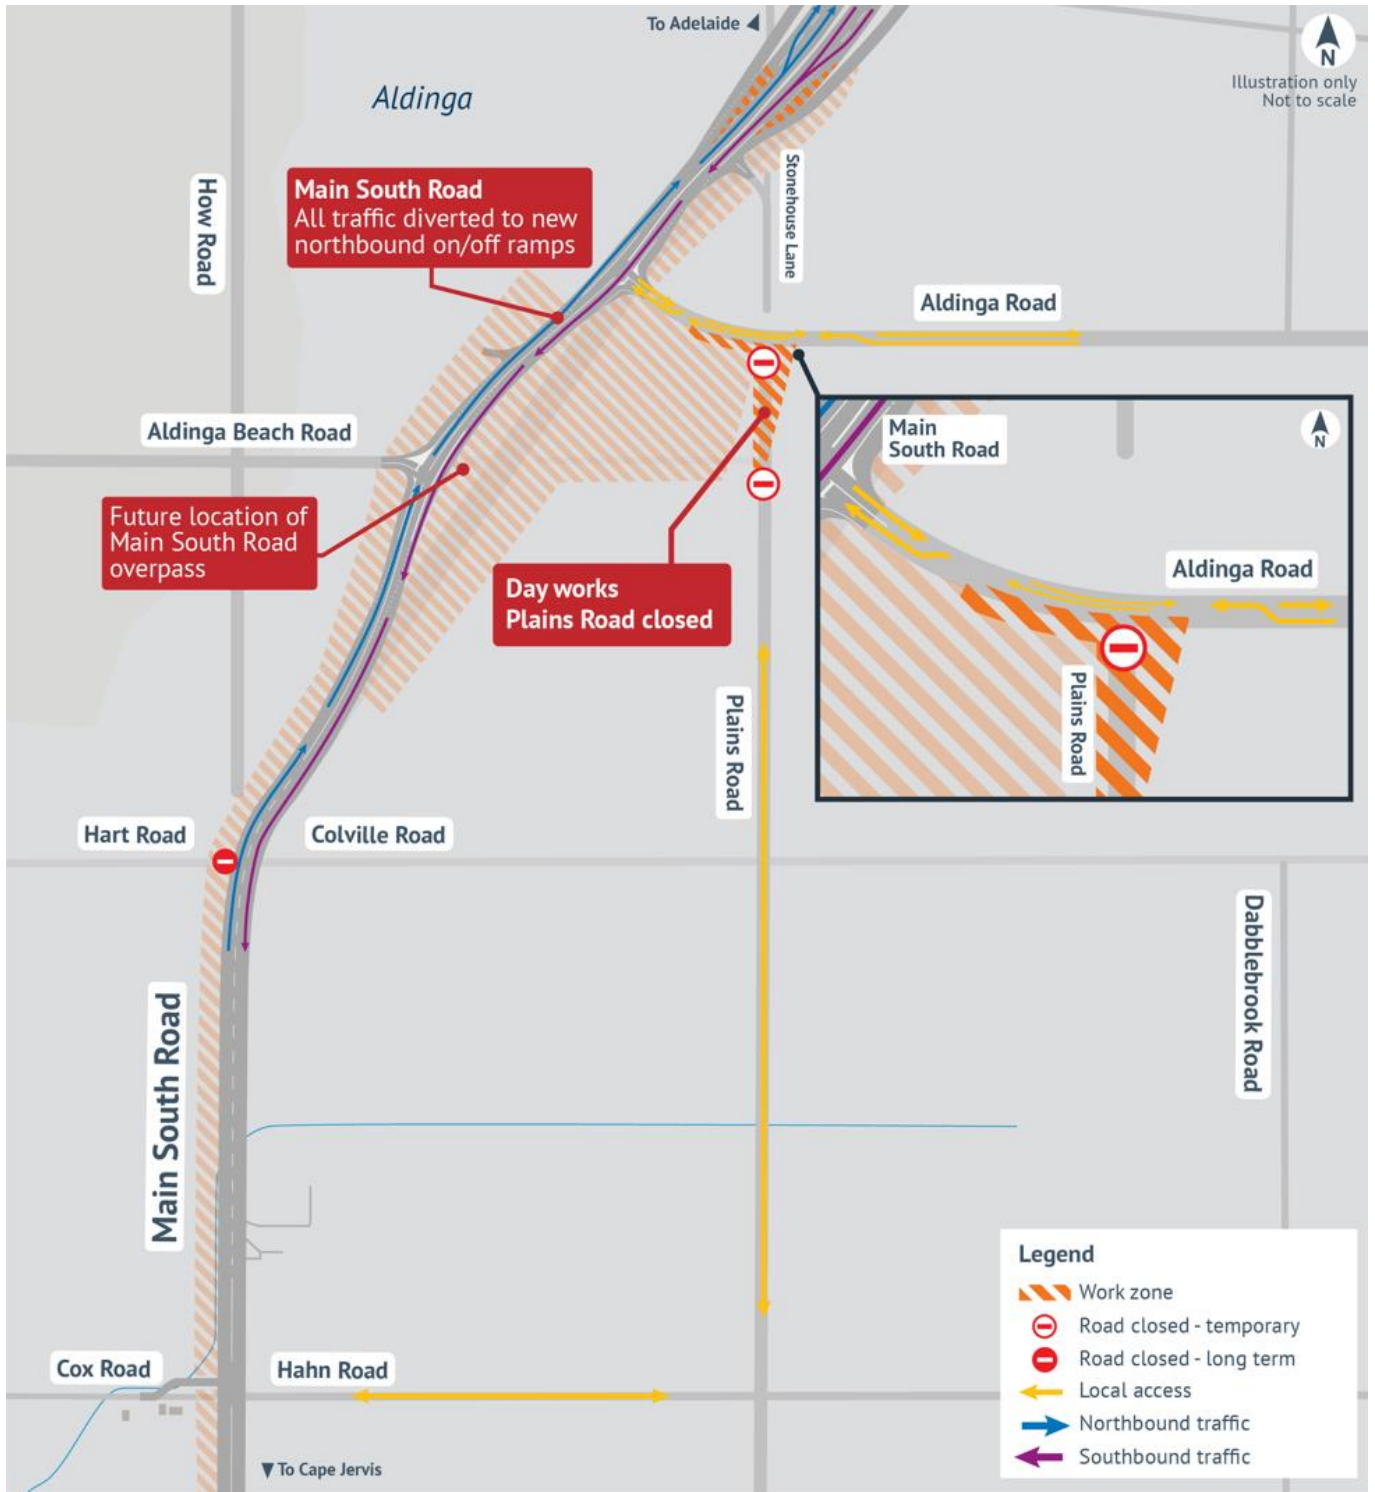 To Adelaide
N
Illustration only
Not to scale
Aldinga
How Road
Main South Road
All traffic diverted to new
northbound on/off ramps
Stonehouse Lane
Aldinga Road
Aldinga Beach Road
Main
South Road
N
Future location of
Main South Road
overpass
Aldinga Road
Day works
Plains Road closed
Plains Road
Plains Road
Hart Road
Colville Road
Dabblebrook Road
Main South Road
Legend
Work zone
Road closed - temporary
Road closed - long term
Local access
Northbound traffic
Southbound traffic
Cox Road
Hahn Road
To Cape Jervis